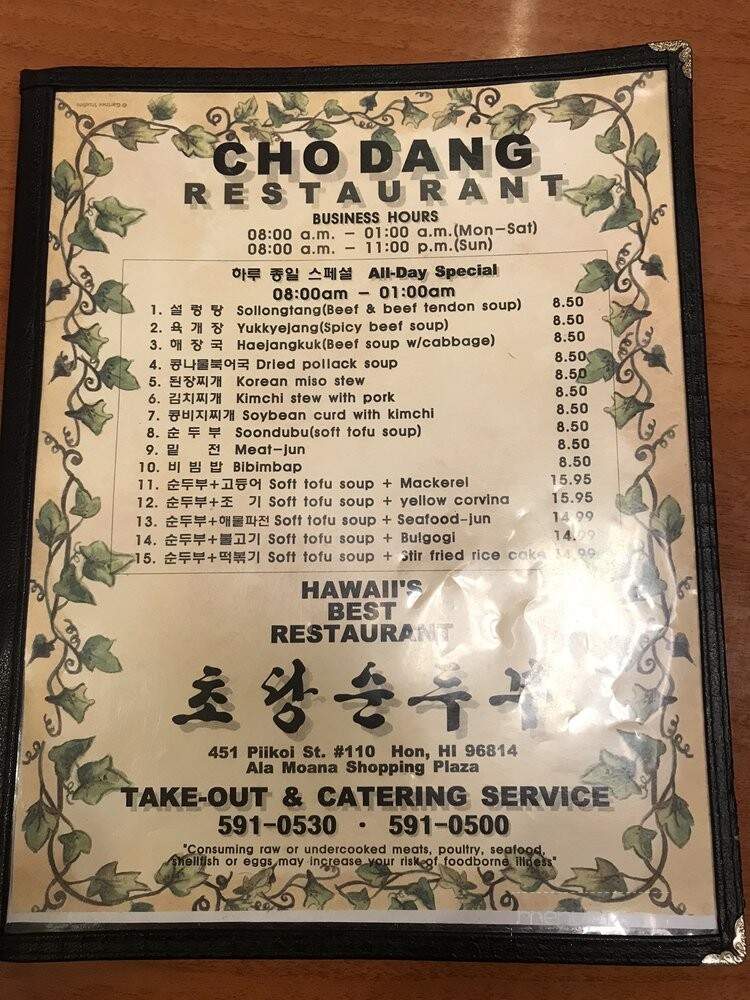 CHO DANG
RESTAURANT
BUSINESS HOURS
08:00 a.m. – 01:00 a.m.(Mon-Sat)
08:00 a.m. – 11:00 p.m.(Sun)
하루 종일 스페셜 All-Day Special
08:00am – 01:00am
1. 설 렁 탕 Sollongtang(Beef & beef tendon soup) 8.50
2. 육 개 장 Yukkyejang(Spicy beef soup) 8.50
3. 해 장 국 Haejangkuk(Beef soup w/cabbage) 8.50
4. 콩나물북어국 Dried pollack soup 8.50
5. 된장찌개 Korean miso stew 8.50
6. 김치찌개 Kimchi stew with pork 8.50
7. 콩비지찌개 Soybean curd with kimchi 8.50
8. 순 두 부 Soondubu(soft tofu soup) 8.50
9. 밑 전 Meat-jun 8.50
10. 비 빔 밥 Bibimbap 8.50
11. 순두부+고등어 Soft tofu soup + Mackerel 15.95
12. 순두부+조 기 Soft tofu soup + yellow corvina 15.95
13. 순두부+해물파전 Soft tofu soup + Seafood-jun 14.99
14. 순두부+불고기 Soft tofu soup + Bulgogi 14.99
15. 순두부+떡볶기 Soft tofu soup + Stir fried rice cake 14.99
HAWAII'S
BEST
RESTAURANT
초당순두부
451 Piikoi St. #110 Hon, HI 96814
Ala Moana Shopping Plaza
TAKE-OUT & CATERING SERVICE
591-0530 · 591-0500
"Consuming raw or undercooked meats, poultry, seafood,
shellfish or eggs may increase your risk of foodborne illness"